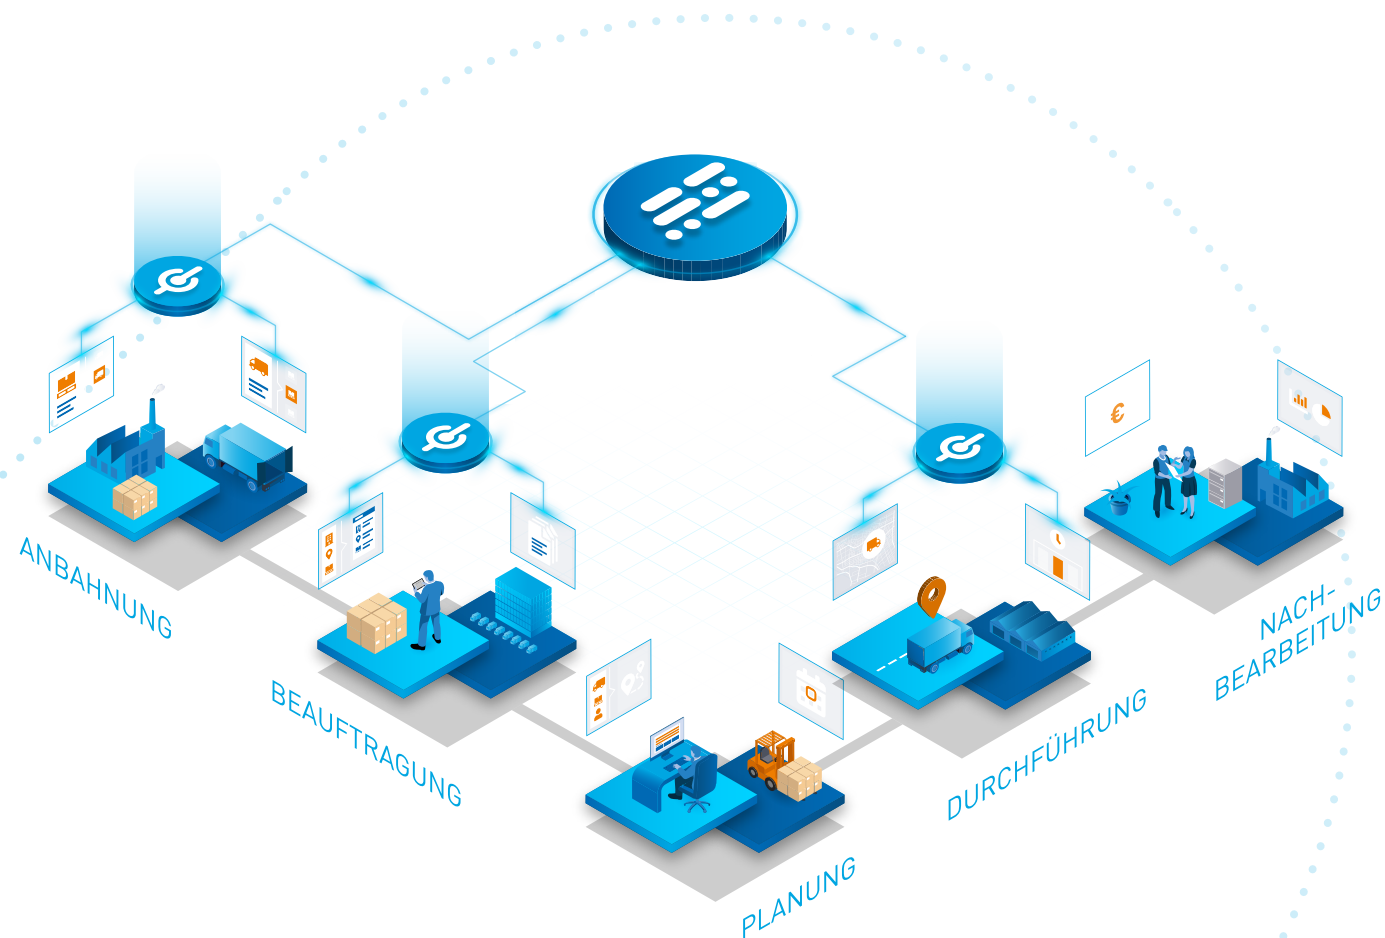 ANBAHNUNG
BEAUFTRAGUNG
PLANUNG
DURCHFÜHRUNG
NACH-
BEARBEITUNG
€